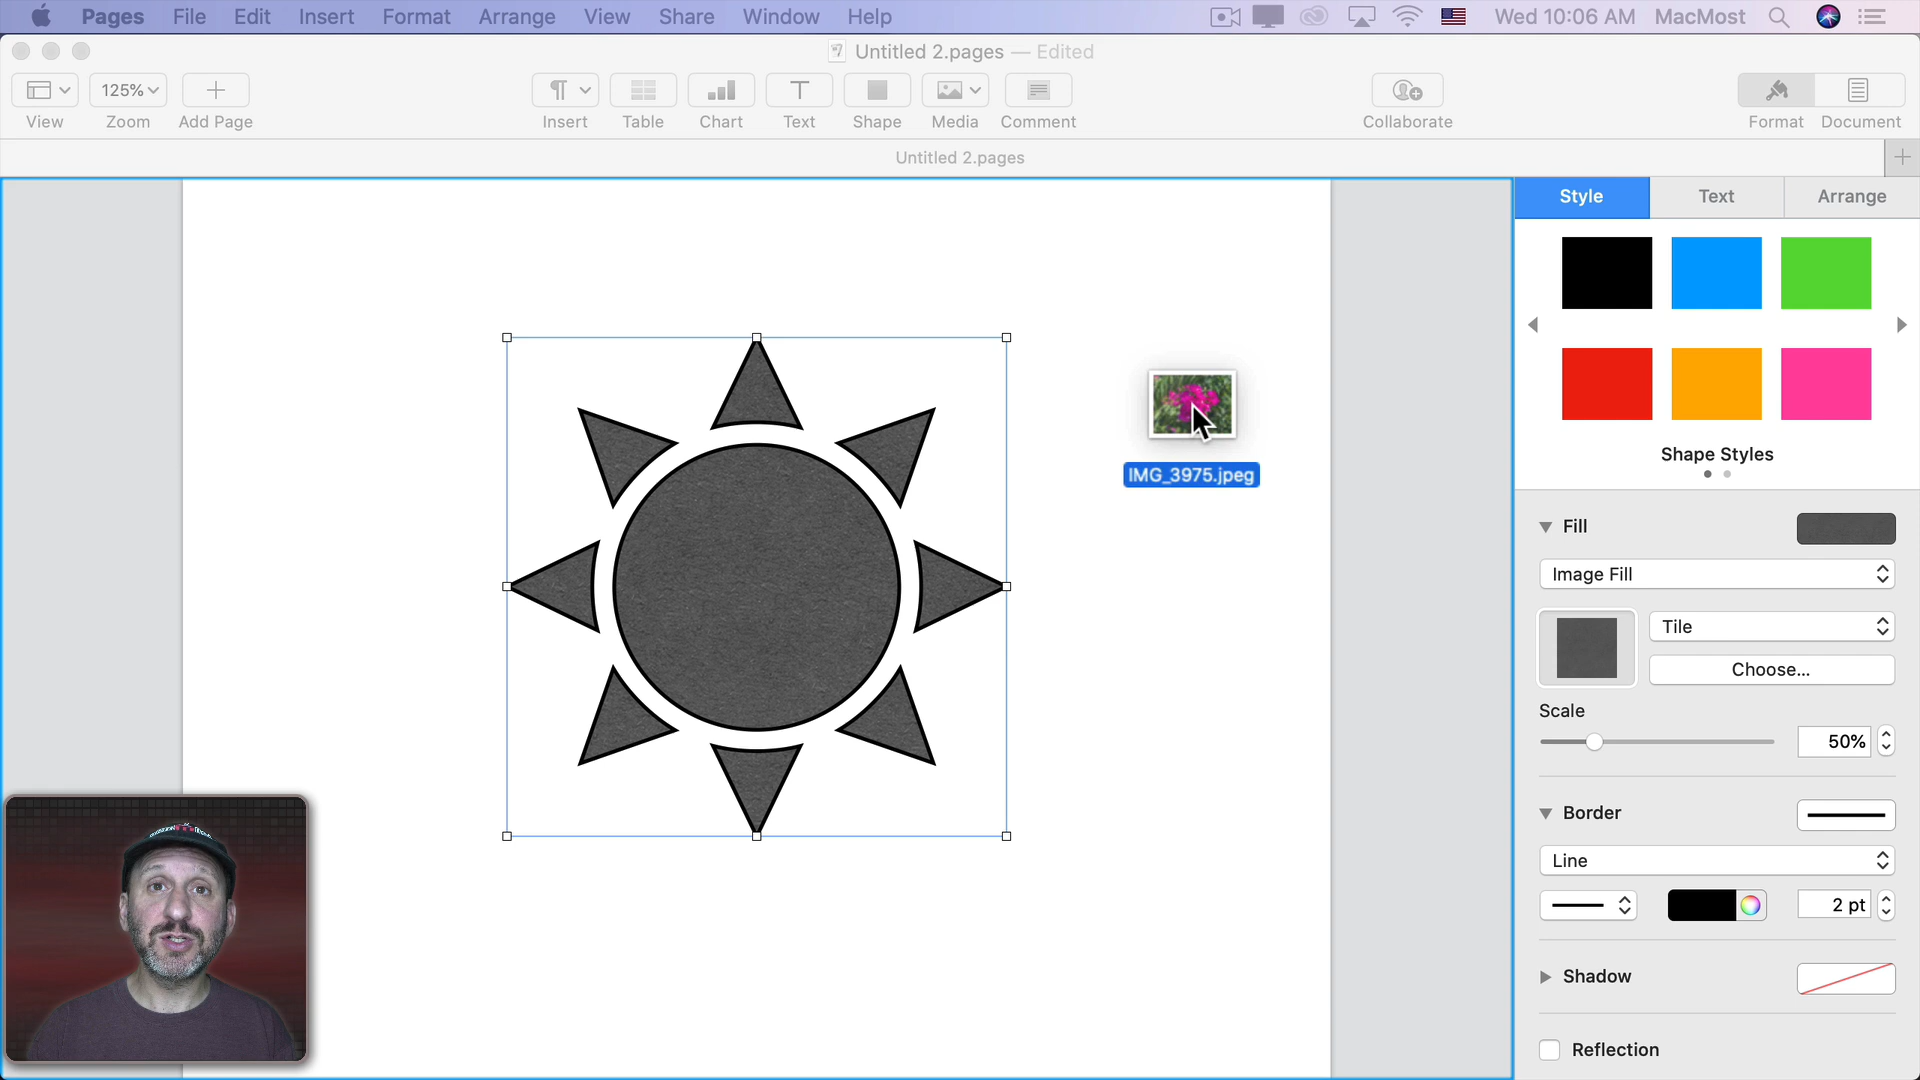 Pages File Edit Insert Format Arrange View Share Window Help Wed 10:06 AM MacMost
Untitled 2.pages — Edited
125%
View Zoom Add Page Insert Table Chart Text Shape Media Comment Collaborate Format Document
Untitled 2.pages
Style Text Arrange
Shape Styles
IMG_3975.jpeg
Fill
Image Fill
Tile
Choose...
Scale
50%
Border
Line
2 pt
Shadow
Reflection